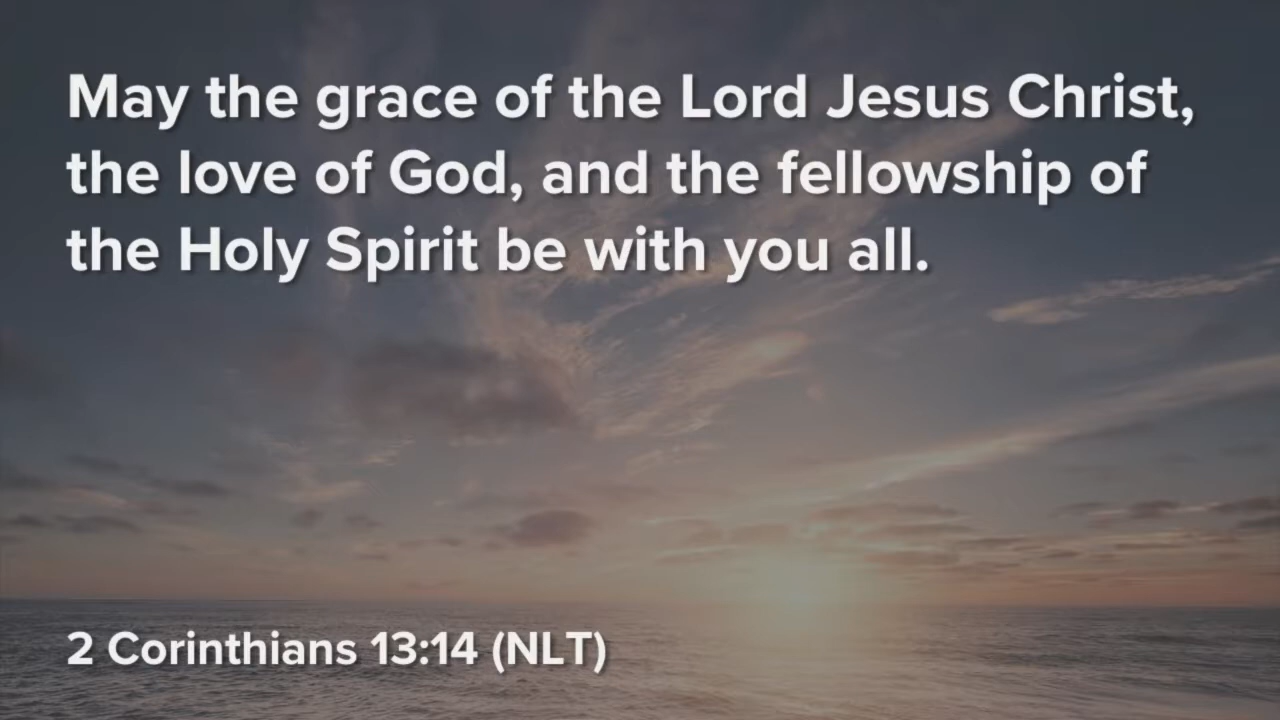 May the grace of the Lord Jesus Christ,
the love of God, and the fellowship of
the Holy Spirit be with you all.
2 Corinthians 13:14 (NLT)